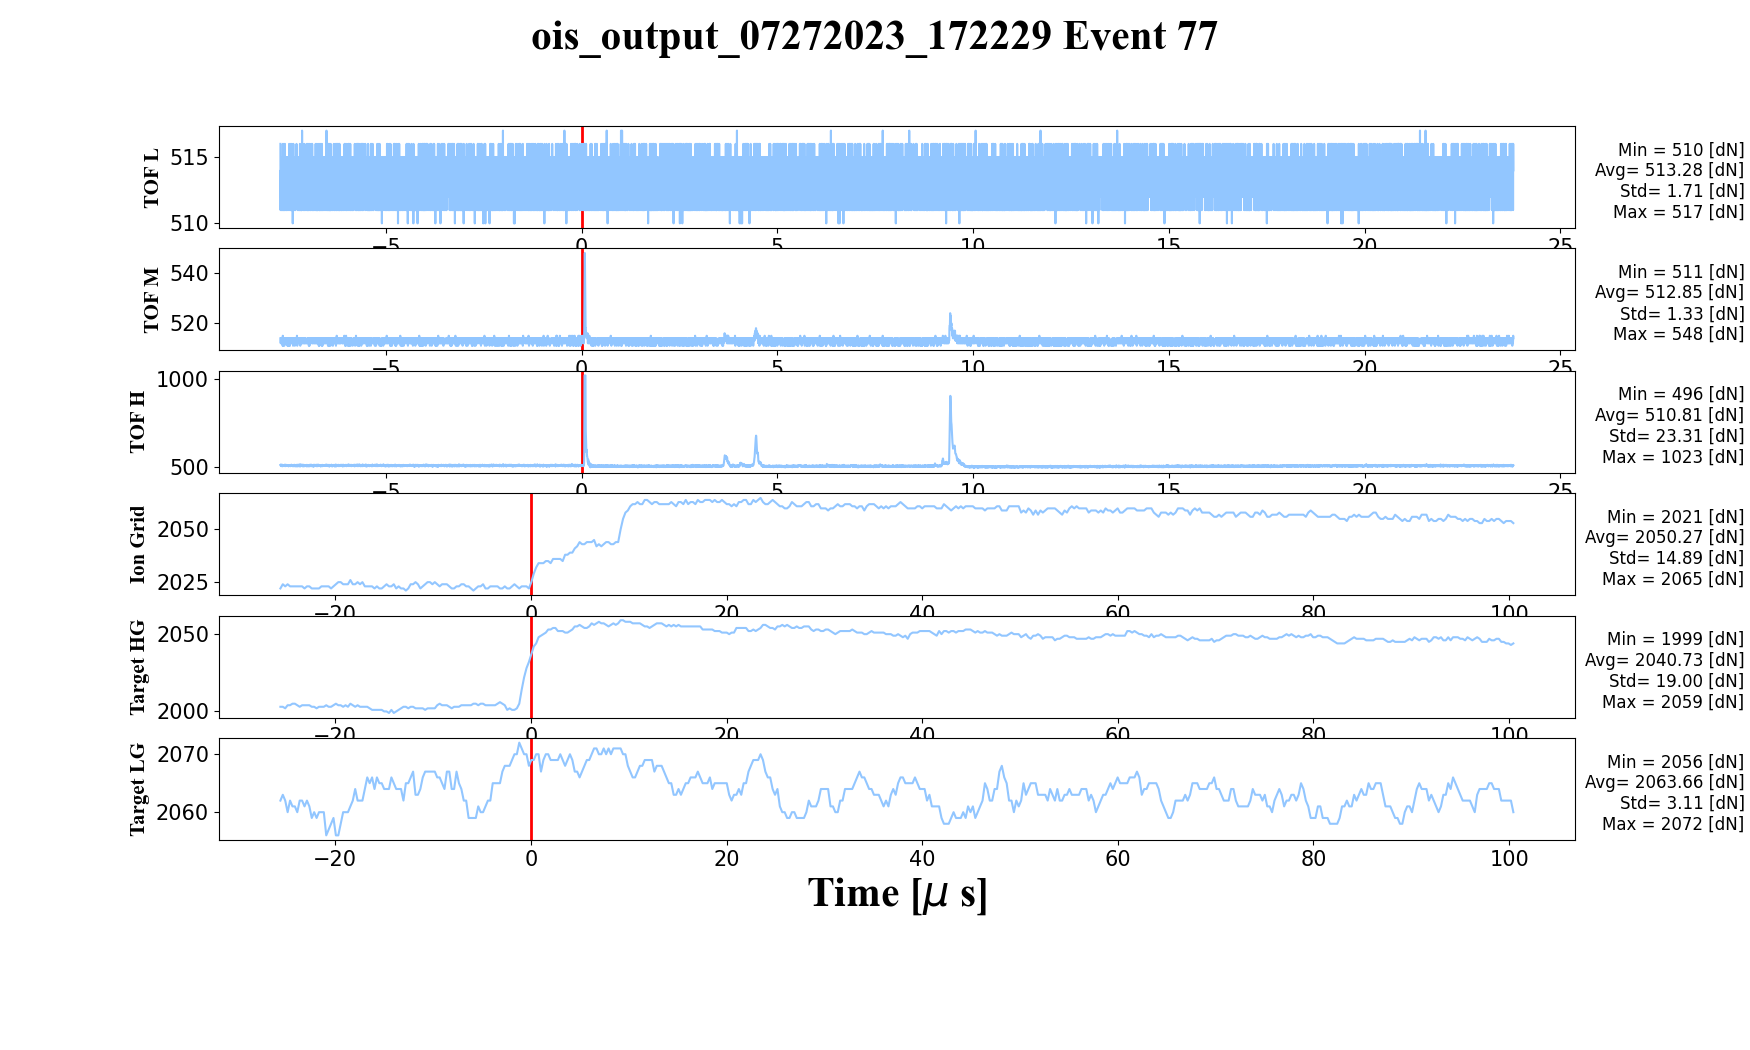 ois_output_07272023_172229 Event 77
TOF L
515
510
−5
0
5
10
15
20
25
Min = 510 [dN]
Avg= 513.28 [dN]
Std= 1.71 [dN]
Max = 517 [dN]
TOF M
540
520
−5
0
5
10
15
20
25
Min = 511 [dN]
Avg= 512.85 [dN]
Std= 1.33 [dN]
Max = 548 [dN]
TOF H
1000
500
−5
0
5
10
15
20
25
Min = 496 [dN]
Avg= 510.81 [dN]
Std= 23.31 [dN]
Max = 1023 [dN]
Ion Grid
2050
2025
−20
0
20
40
60
80
100
Min = 2021 [dN]
Avg= 2050.27 [dN]
Std= 14.89 [dN]
Max = 2065 [dN]
Target HG
2050
2000
−20
0
20
40
60
80
100
Min = 1999 [dN]
Avg= 2040.73 [dN]
Std= 19.00 [dN]
Max = 2059 [dN]
Target LG
2070
2060
−20
0
20
40
60
80
100
Min = 2056 [dN]
Avg= 2063.66 [dN]
Std= 3.11 [dN]
Max = 2072 [dN]
Time [μ s]